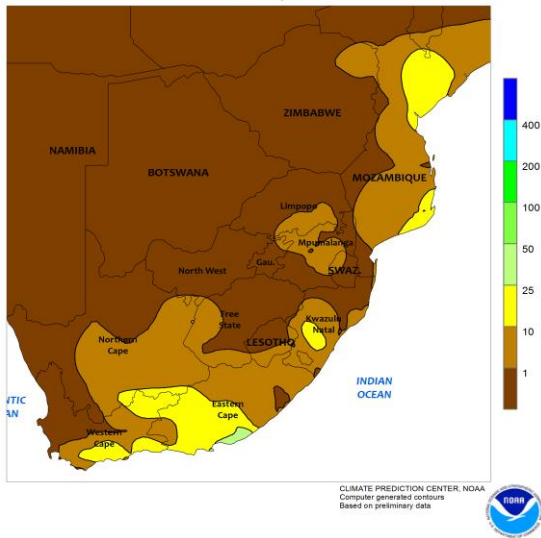 ZIMBABWE
NAMIBIA
BOTSWANA
MOZAMBIQUE
Limpopo
Mpumalanga
Gau.
SWAZ.
North West
Free
State
Kwazulu
Natal
Northern
Cape
LESOTHO
Eastern
Cape
Western
Cape
INDIAN
OCEAN
NTIC
AN
400
200
100
50
25
10
1
CLIMATE PREDICTION CENTER, NOAA
Computer generated contours
Based on preliminary data
NOAA